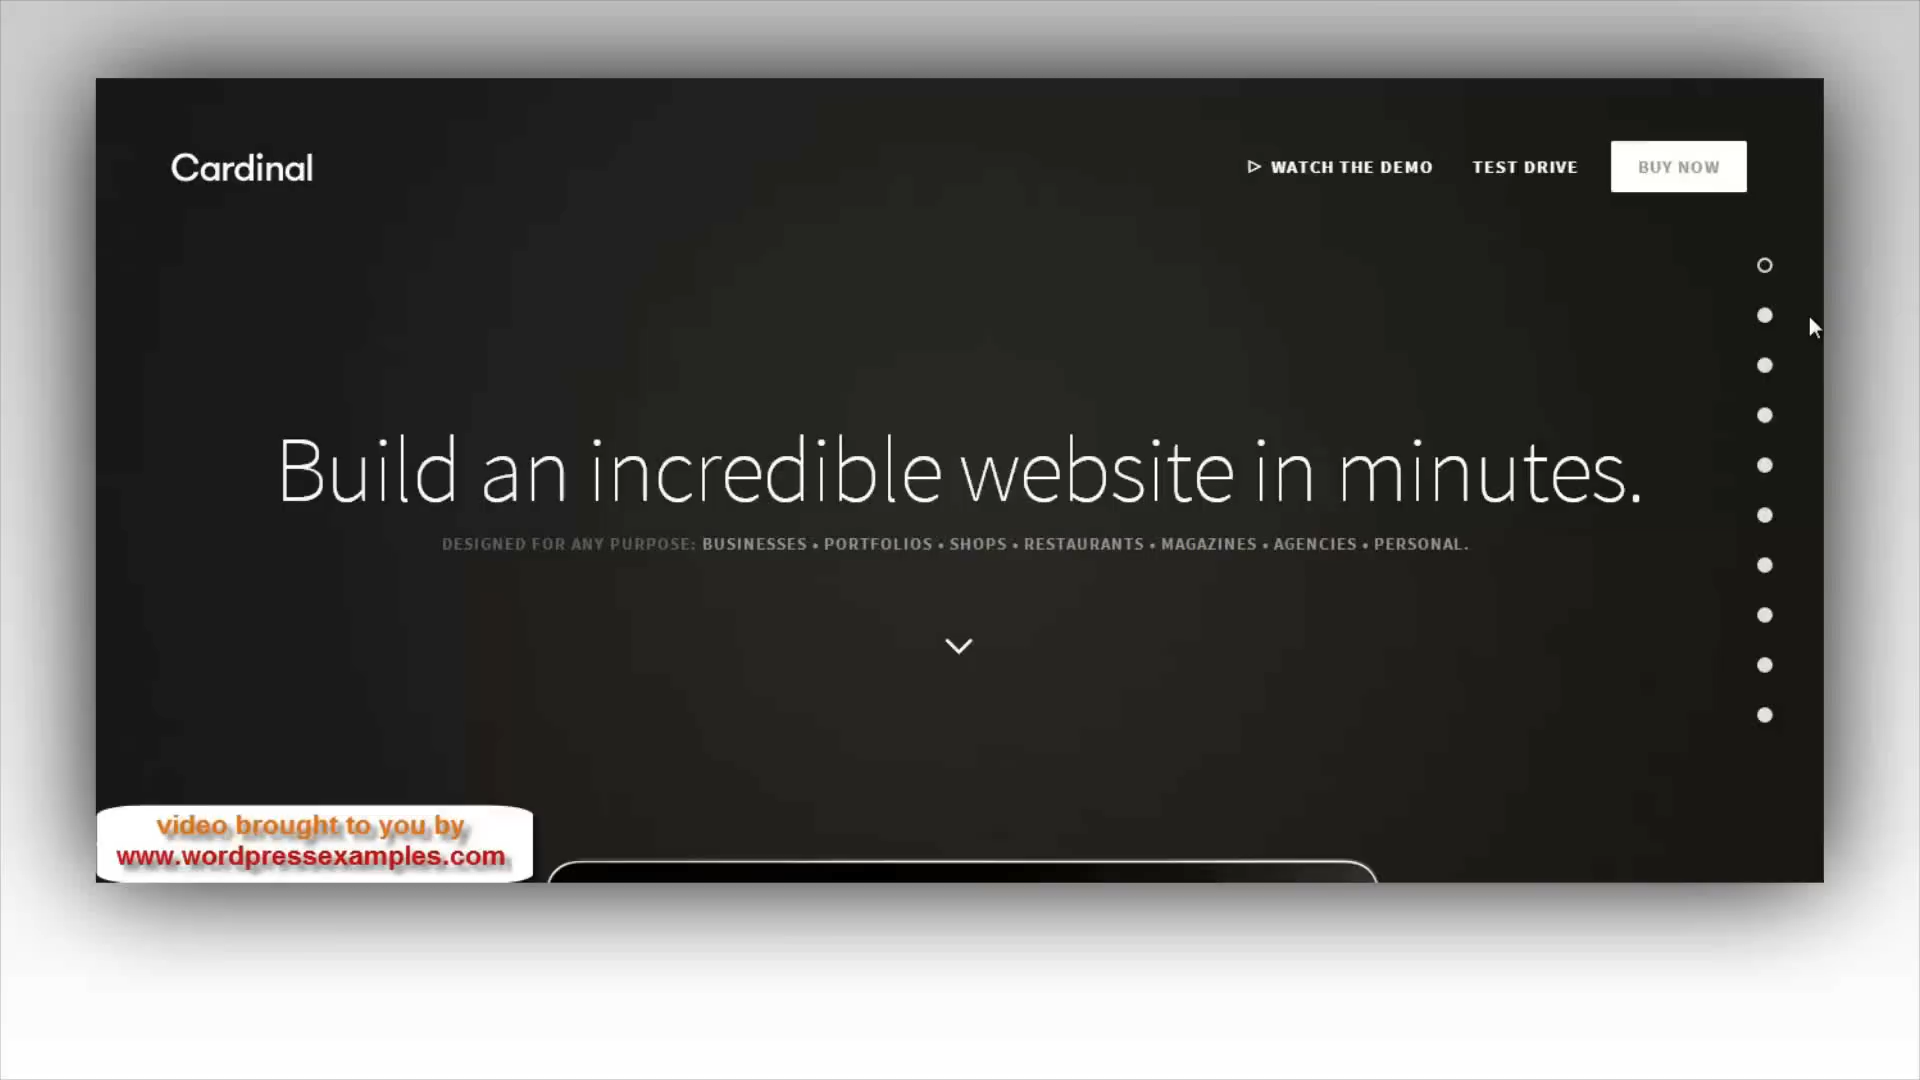 Cardinal
WATCH THE DEMO TEST DRIVE BUY NOW
Build an incredible website in minutes.
DESIGNED FOR ANY PURPOSE: BUSINESSES • PORTFOLIOS • SHOPS • RESTAURANTS • MAGAZINES • AGENCIES • PERSONAL.
video brought to you by
www.wordpressexamples.com